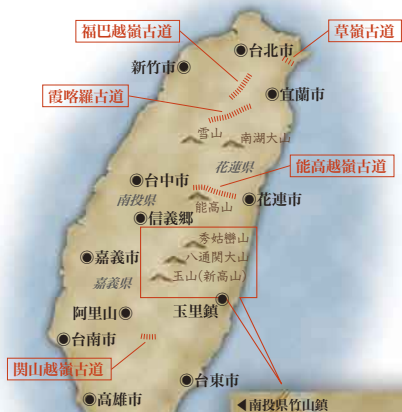 福巴越嶺古道
草嶺古道
台北市
新竹市
宜蘭市
霞喀羅古道
雪山
南湖大山
花蓮県
能高越嶺古道
台中市
南投県
花蓮市
能高山
信義郷
秀姑巒山
八通関大山
嘉義市
嘉義県
玉山(新高山)
阿里山
玉里鎮
台南市
関山越嶺古道
台東市
高雄市
◀南投県竹山鎮